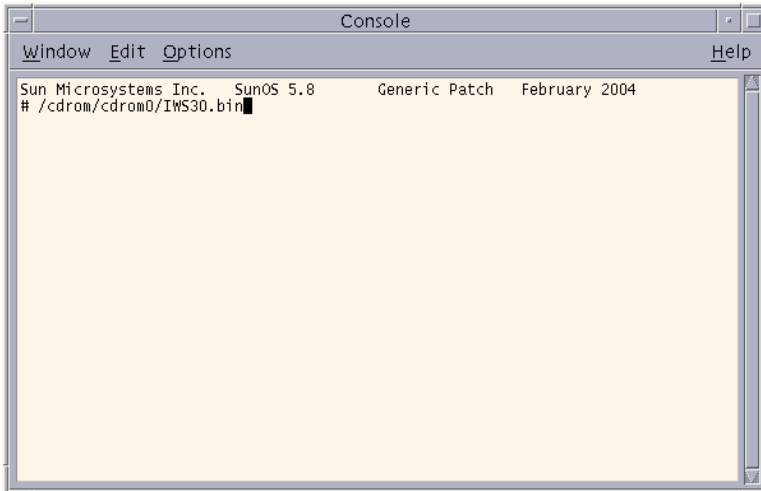 Console
Window Edit Options Help
Sun Microsystems Inc. SunOS 5.8 Generic Patch February 2004
# /cdrom/cdrom0/IWS30.bin